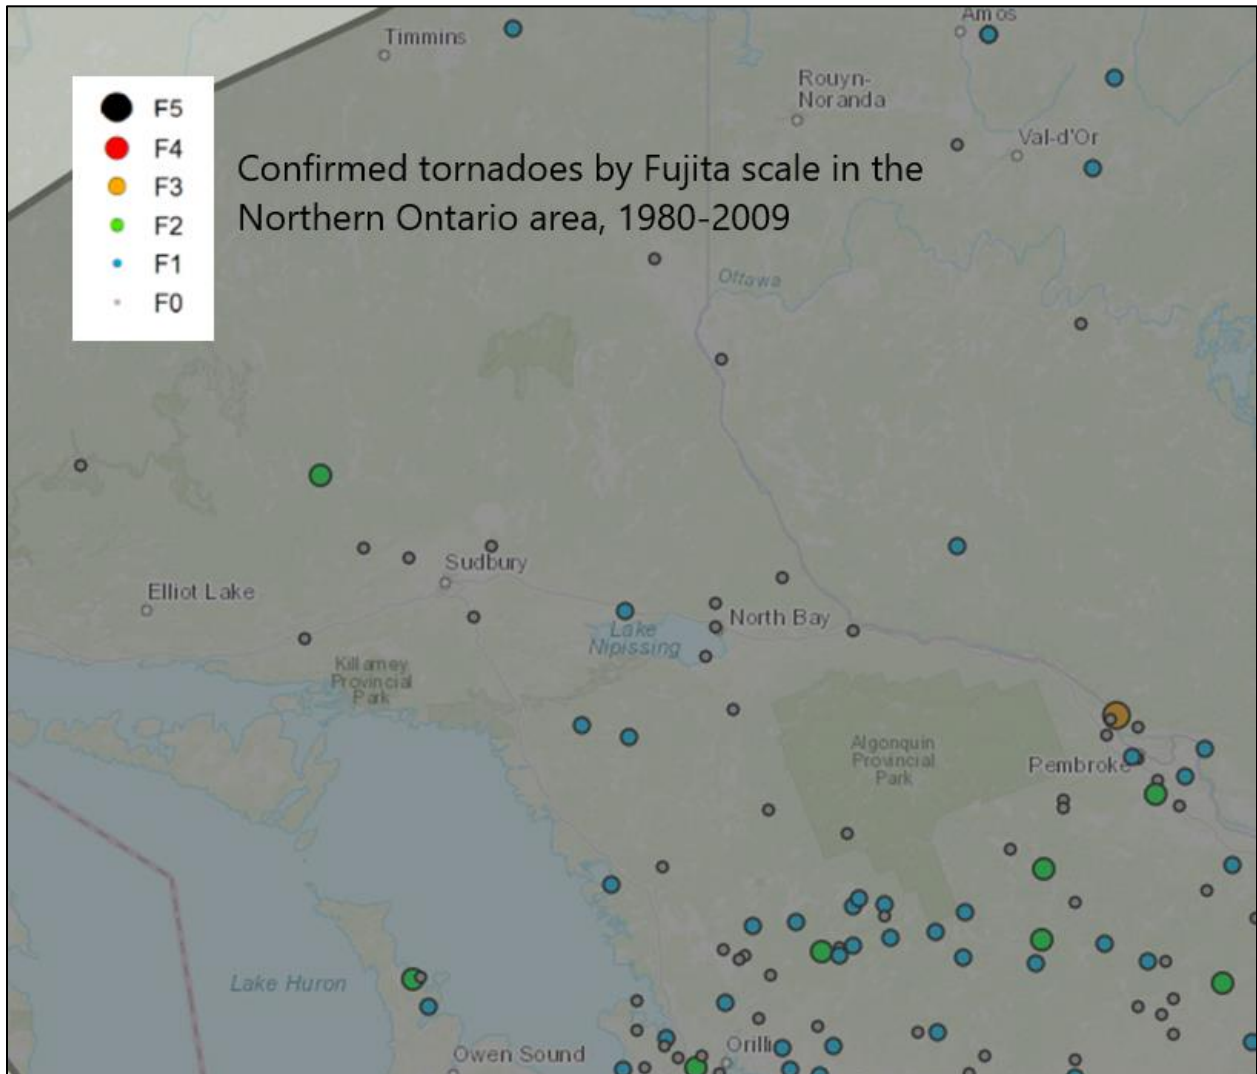 Timmins
Amos
Rouyn-
Noranda
Val-d'Or
F5
F4
F3
F2
F1
F0
Confirmed tornadoes by Fujita scale in the
Northern Ontario area, 1980-2009
Ottawa
Sudbury
Elliot Lake
North Bay
Lake
Nipissing
Killarney
Provincial
Park
Algonquin
Provincial
Park
Pembroke
Lake Huron
Owen Sound
Orilli